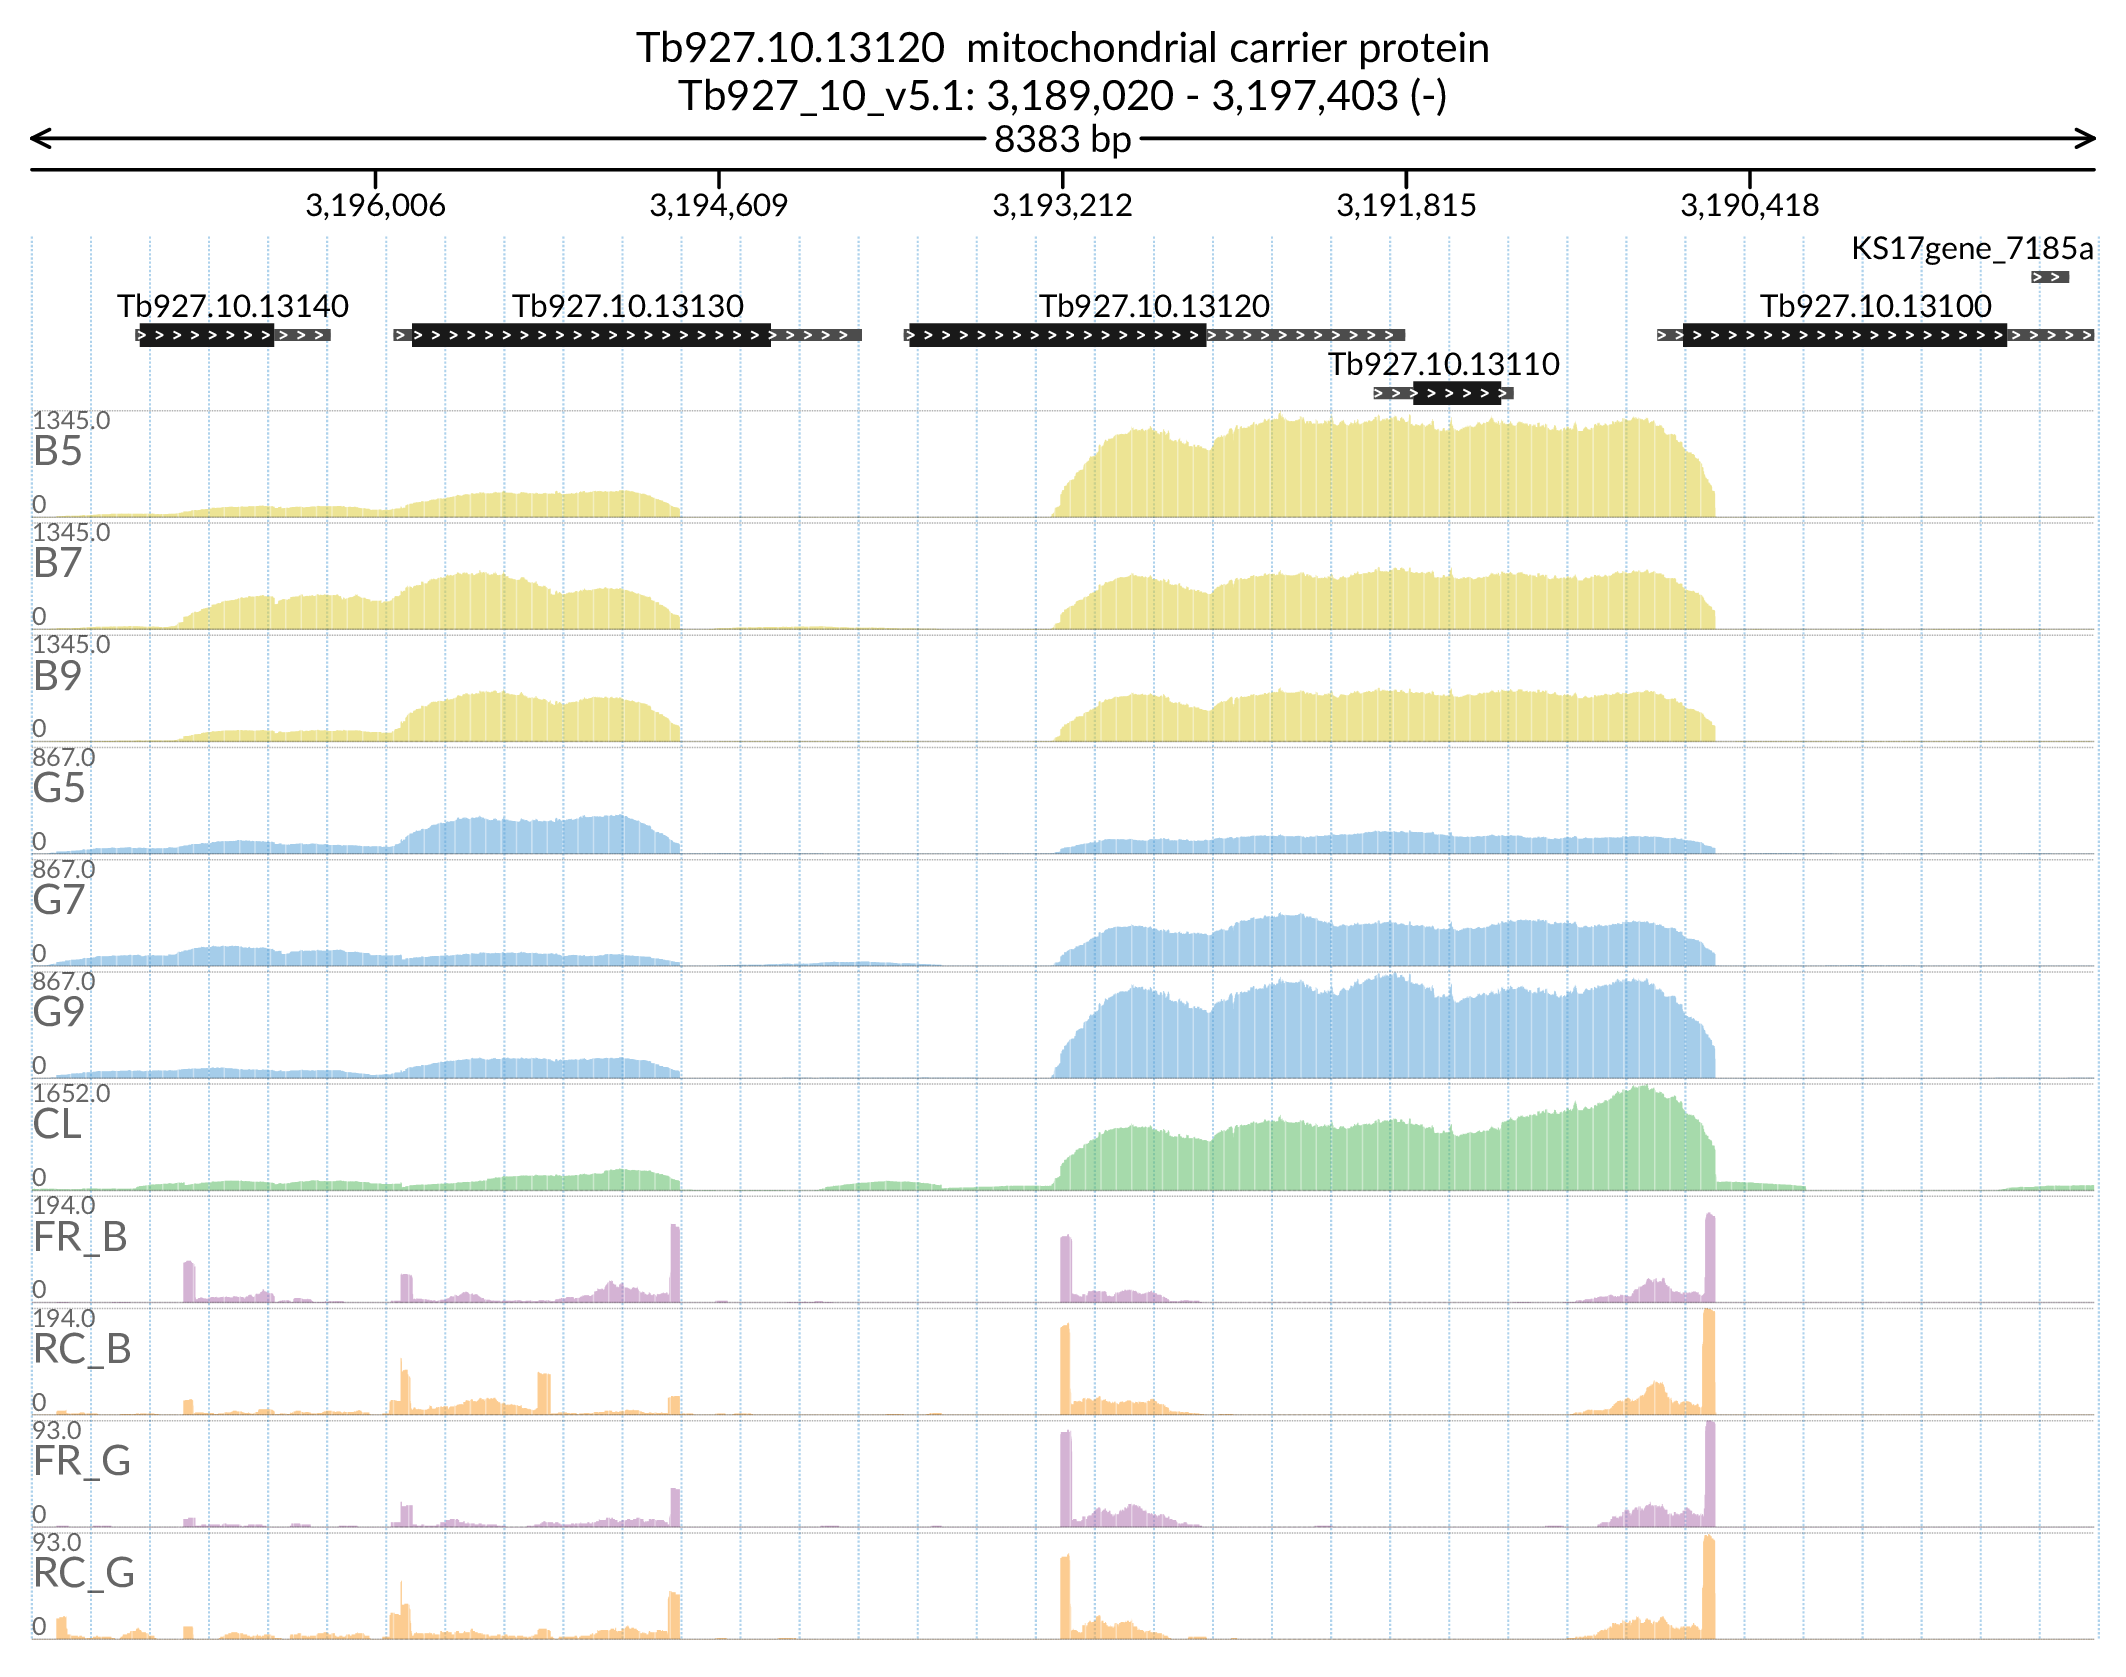 Tb927.10.13120  mitochondrial carrier protein
Tb927_10_v5.1: 3,189,020 - 3,197,403 (-)
8383 bp
3,196,006 3,194,609 3,193,212 3,191,815 3,190,418
KS17gene_7185a
Tb927.10.13140 Tb927.10.13130 Tb927.10.13120 Tb927.10.13100
Tb927.10.13110
1345.0
B5
0
1345.0
B7
0
1345.0
B9
0
867.0
G5
0
867.0
G7
0
867.0
G9
0
1652.0
CL
0
194.0
FR_B
0
194.0
RC_B
0
93.0
FR_G
0
93.0
RC_G
0